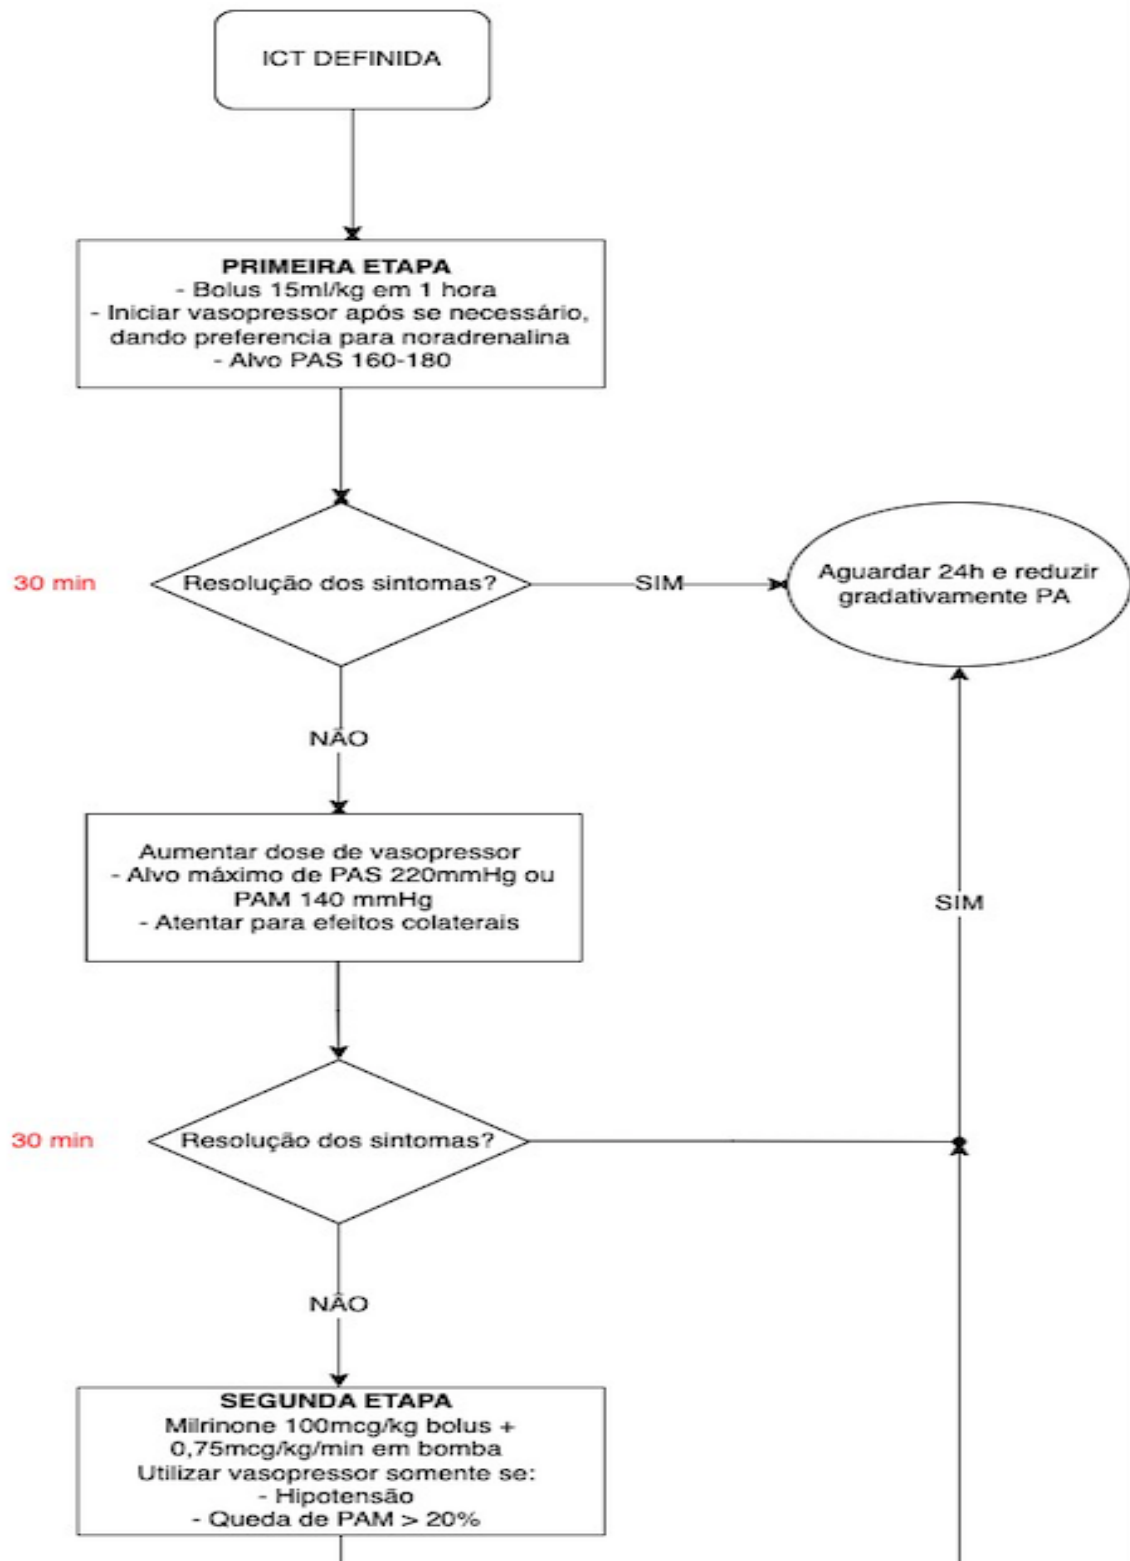 ICT DEFINIDA
PRIMEIRA ETAPA
- Bolus 15ml/kg em 1 hora
- Iniciar vasopressor após se necessário,
dando preferencia para noradrenalina
- Alvo PAS 160-180
30 min
Resolução dos sintomas?
SIM
Aguardar 24h e reduzir
gradativamente PA
NÃO
Aumentar dose de vasopressor
- Alvo máximo de PAS 220mmHg ou
PAM 140 mmHg
- Atentar para efeitos colaterais
SIM
30 min
Resolução dos sintomas?
NÃO
SEGUNDA ETAPA
Milrinone 100mcg/kg bolus +
0,75mcg/kg/min em bomba
Utilizar vasopressor somente se:
- Hipotensão
- Queda de PAM > 20%